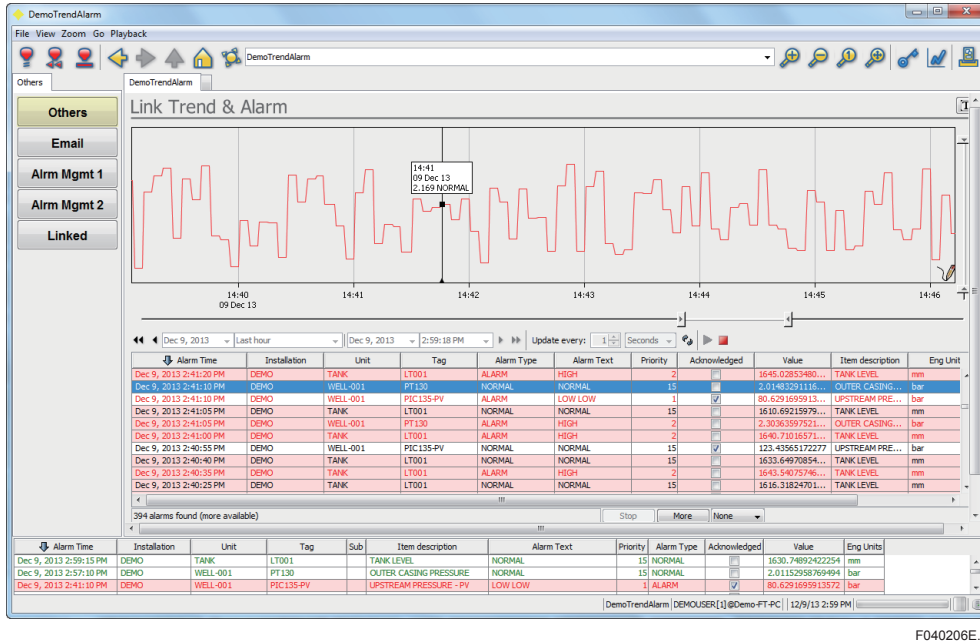 DemoTrendAlarm
File View Zoom Go Playback
DemoTrendAlarm
Others DemoTrendAlarm
Link Trend & Alarm
Others
Email
Alrm Mgmt 1
Alrm Mgmt 2
Linked
14:41
09 Dec 13
2.169 NORMAL
14:40 14:41 14:42 14:43 14:44 14:45 14:46
09 Dec 13
Dec 9, 2013 Last hour Dec 9, 2013 2:59:18 PM Update every: 1 Seconds
Alarm Time Installation Unit Tag Alarm Type Alarm Text Priority Acknowledged Value Item description Eng Unit
Dec 9, 2013 2:41:20 PM DEMO TANK LT001 ALARM HIGH 2 1645.02853480... TANK LEVEL mm
Dec 9, 2013 2:41:10 PM DEMO WELL-001 PT130 NORMAL NORMAL 15 2.01483291116... OUTER CASING... bar
Dec 9, 2013 2:41:10 PM DEMO WELL-001 PIC135-PV ALARM LOW LOW 1 80.6291695913... UPSTREAM PRE... bar
Dec 9, 2013 2:41:05 PM DEMO TANK LT001 NORMAL NORMAL 15 1610.69215979... TANK LEVEL mm
Dec 9, 2013 2:41:05 PM DEMO WELL-001 PT130 ALARM HIGH 2 2.30363597521... OUTER CASING... bar
Dec 9, 2013 2:41:00 PM DEMO TANK LT001 ALARM HIGH 2 1640.71016571... TANK LEVEL mm
Dec 9, 2013 2:40:55 PM DEMO WELL-001 PIC135-PV NORMAL NORMAL 15 123.43565172277 UPSTREAM PRE... bar
Dec 9, 2013 2:40:40 PM DEMO TANK LT001 NORMAL NORMAL 15 1633.64970854... TANK LEVEL mm
Dec 9, 2013 2:40:35 PM DEMO TANK LT001 ALARM HIGH 2 1643.54075746... TANK LEVEL mm
Dec 9, 2013 2:40:25 PM DEMO TANK LT001 NORMAL NORMAL 15 1616.31824701... TANK LEVEL mm
394 alarms found (more available) Stop More None
Alarm Time Installation Unit Tag Sub Item description Alarm Text Priority Alarm Type Acknowledged Value Eng Units
Dec 9, 2013 2:59:15 PM DEMO TANK LT001 TANK LEVEL NORMAL 15 NORMAL 1630.74892422254 mm
Dec 9, 2013 2:57:10 PM DEMO WELL-001 PT130 OUTER CASING PRESSURE NORMAL 15 NORMAL 2.01152958769494 bar
Dec 9, 2013 2:41:10 PM DEMO WELL-001 PIC135-PV UPSTREAM PRESSURE - PV LOW LOW 1 ALARM 80.6291695913572 bar
DemoTrendAlarm DEMOUSER[1]@Demo-FT-PC 12/9/13 2:59 PM
F040206E.